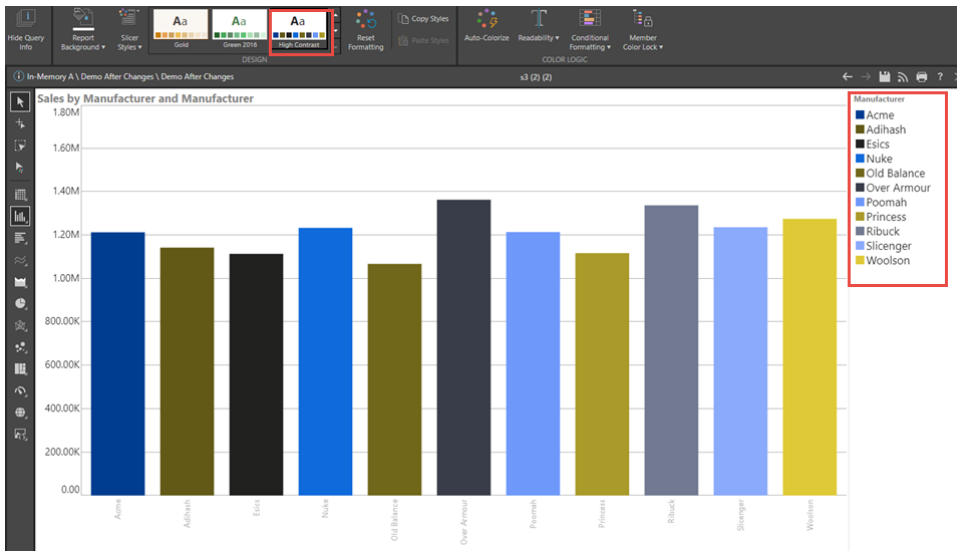 Hide Query
Info
Report
Background
Slicer
Styles
Aa
Gold
Aa
Green 2016
Aa
High Contrast
DESIGN
Reset
Formatting
Copy Styles
Paste Styles
Auto-Colorize
T
Readability
Conditional
Formatting
Member
Color Lock
COLOR LOGIC
In-Memory A \ Demo After Changes \ Demo After Changes
s3 (2) (2)
?
Sales by Manufacturer and Manufacturer
1.80M
1.60M
1.40M
1.20M
1.00M
800.00K
600.00K
400.00K
200.00K
0.00
Acme
Adihash
Esics
Nuke
Old Balance
Over Armour
Poomah
Princess
Ribuck
Slicenger
Woolson
Manufacturer
Acme
Adihash
Esics
Nuke
Old Balance
Over Armour
Poomah
Princess
Ribuck
Slicenger
Woolson